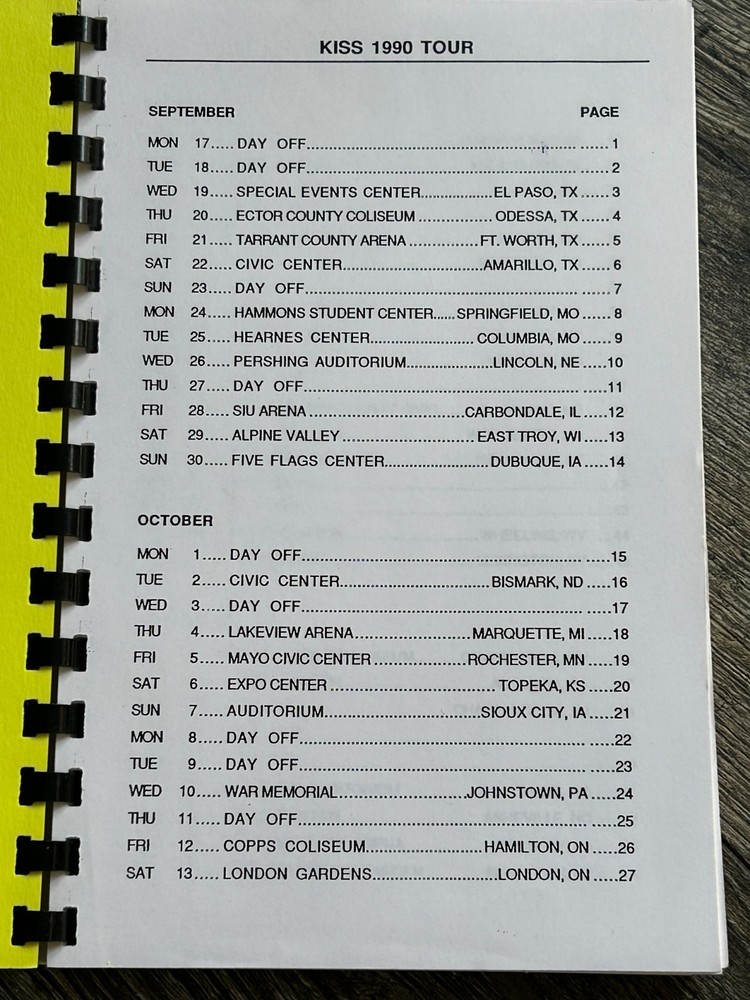 KISS 1990 TOUR
SEPTEMBER PAGE
MON 17..... DAY OFF.................................................................. ......1
TUE 18..... DAY OFF.................................................................. ......2
WED 19..... SPECIAL EVENTS CENTER..................EL PASO, TX ......3
THU 20..... ECTOR COUNTY COLISEUM .................. ODESSA, TX ......4
FRI 21..... TARRANT COUNTY ARENA ..................FT. WORTH, TX ......5
SAT 22..... CIVIC CENTER..................................AMARILLO, TX ......6
SUN 23..... DAY OFF.................................................................. ......7
MON 24..... HAMMONS STUDENT CENTER...... SPRINGFIELD, MO ......8
TUE 25..... HEARNES CENTER.......................... COLUMBIA, MO ......9
WED 26..... PERSHING AUDITORIUM......................LINCOLN, NE .....10
THU 27..... DAY OFF.................................................................. .....11
FRI 28..... SIU ARENA ......................................CARBONDALE, IL .....12
SAT 29..... ALPINE VALLEY ................................. EAST TROY, WI .....13
SUN 30..... FIVE FLAGS CENTER..........................DUBUQUE, IA .....14
OCTOBER
MON 1..... DAY OFF.................................................................. .....15
TUE 2..... CIVIC CENTER......................................BISMARK, ND .....16
WED 3..... DAY OFF.................................................................. .....17
THU 4..... LAKEVIEW ARENA.............................MARQUETTE, MI .....18
FRI 5..... MAYO CIVIC CENTER .......................ROCHESTER, MN .....19
SAT 6..... EXPO CENTER ......................................... TOPEKA, KS .....20
SUN 7..... AUDITORIUM......................................SIOUX CITY, IA .....21
MON 8..... DAY OFF.................................................................. .....22
TUE 9..... DAY OFF.................................................................. .....23
WED 10..... WAR MEMORIAL................................JOHNSTOWN, PA .....24
THU 11..... DAY OFF.................................................................. .....25
FRI 12..... COPPS COLISEUM............................HAMILTON, ON .....26
SAT 13..... LONDON GARDENS..............................LONDON, ON .....27